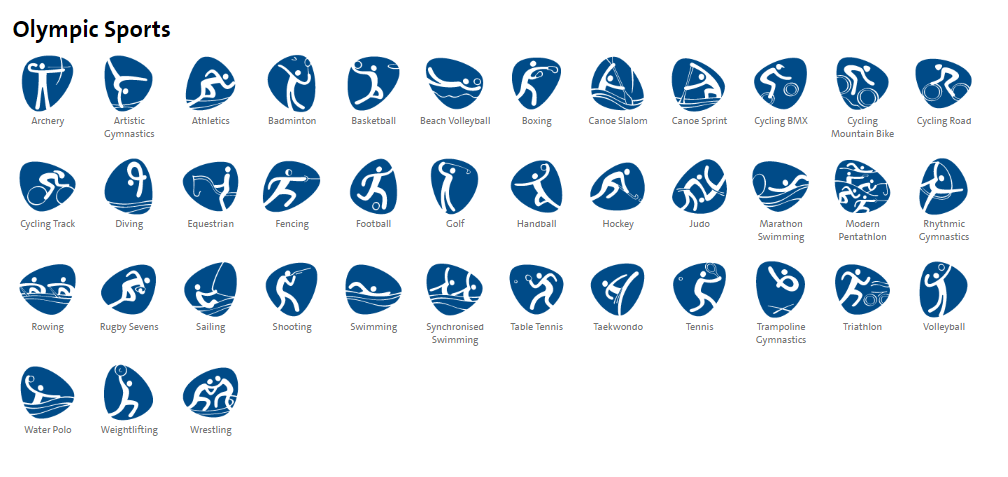 Olympic Sports
Archery
Artistic
Gymnastics
Athletics
Badminton
Basketball
Beach Volleyball
Boxing
Canoe Slalom
Canoe Sprint
Cycling BMX
Cycling
Mountain Bike
Cycling Road
Cycling Track
Diving
Equestrian
Fencing
Football
Golf
Handball
Hockey
Judo
Marathon
Swimming
Modern
Pentathlon
Rhythmic
Gymnastics
Rowing
Rugby Sevens
Sailing
Shooting
Swimming
Synchronised
Swimming
Table Tennis
Taekwondo
Tennis
Trampoline
Gymnastics
Triathlon
Volleyball
Water Polo
Weightlifting
Wrestling